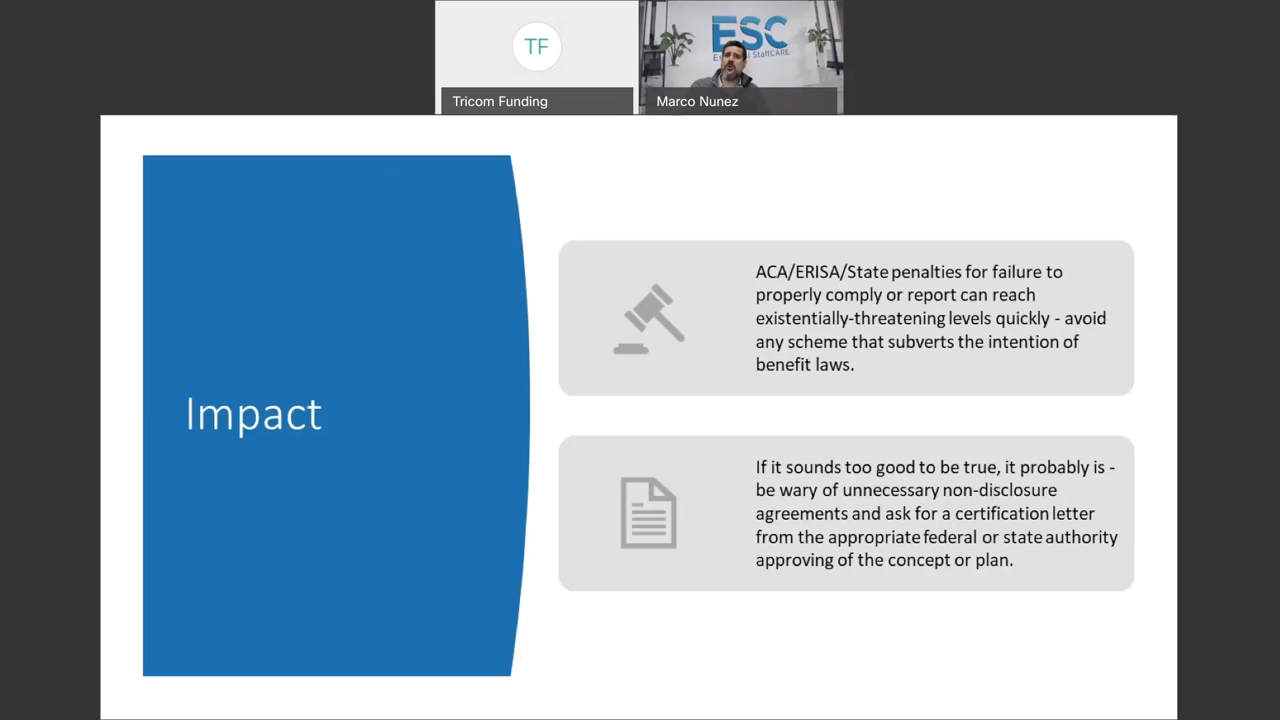 TF
Tricom Funding
ESC
StaffCARE
Marco Nunez
Impact
ACA/ERISA/State penalties for failure to
properly comply or report can reach
existentially-threatening levels quickly - avoid
any scheme that subverts the intention of
benefit laws.
If it sounds too good to be true, it probably is -
be wary of unnecessary non-disclosure
agreements and ask for a certification letter
from the appropriate federal or state authority
approving of the concept or plan.